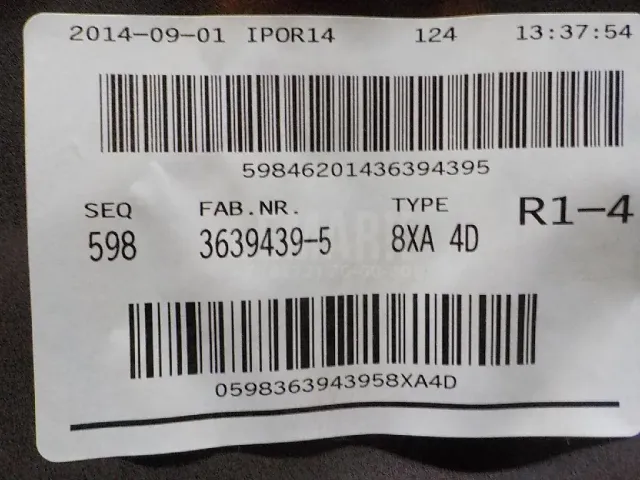 2014-09-01 IPOR14 124 13:37:54
59846201436394395
SEQ FAB.NR. TYPE R1-4
598 3639439-5 8XA 4D
0598363943958XA4D